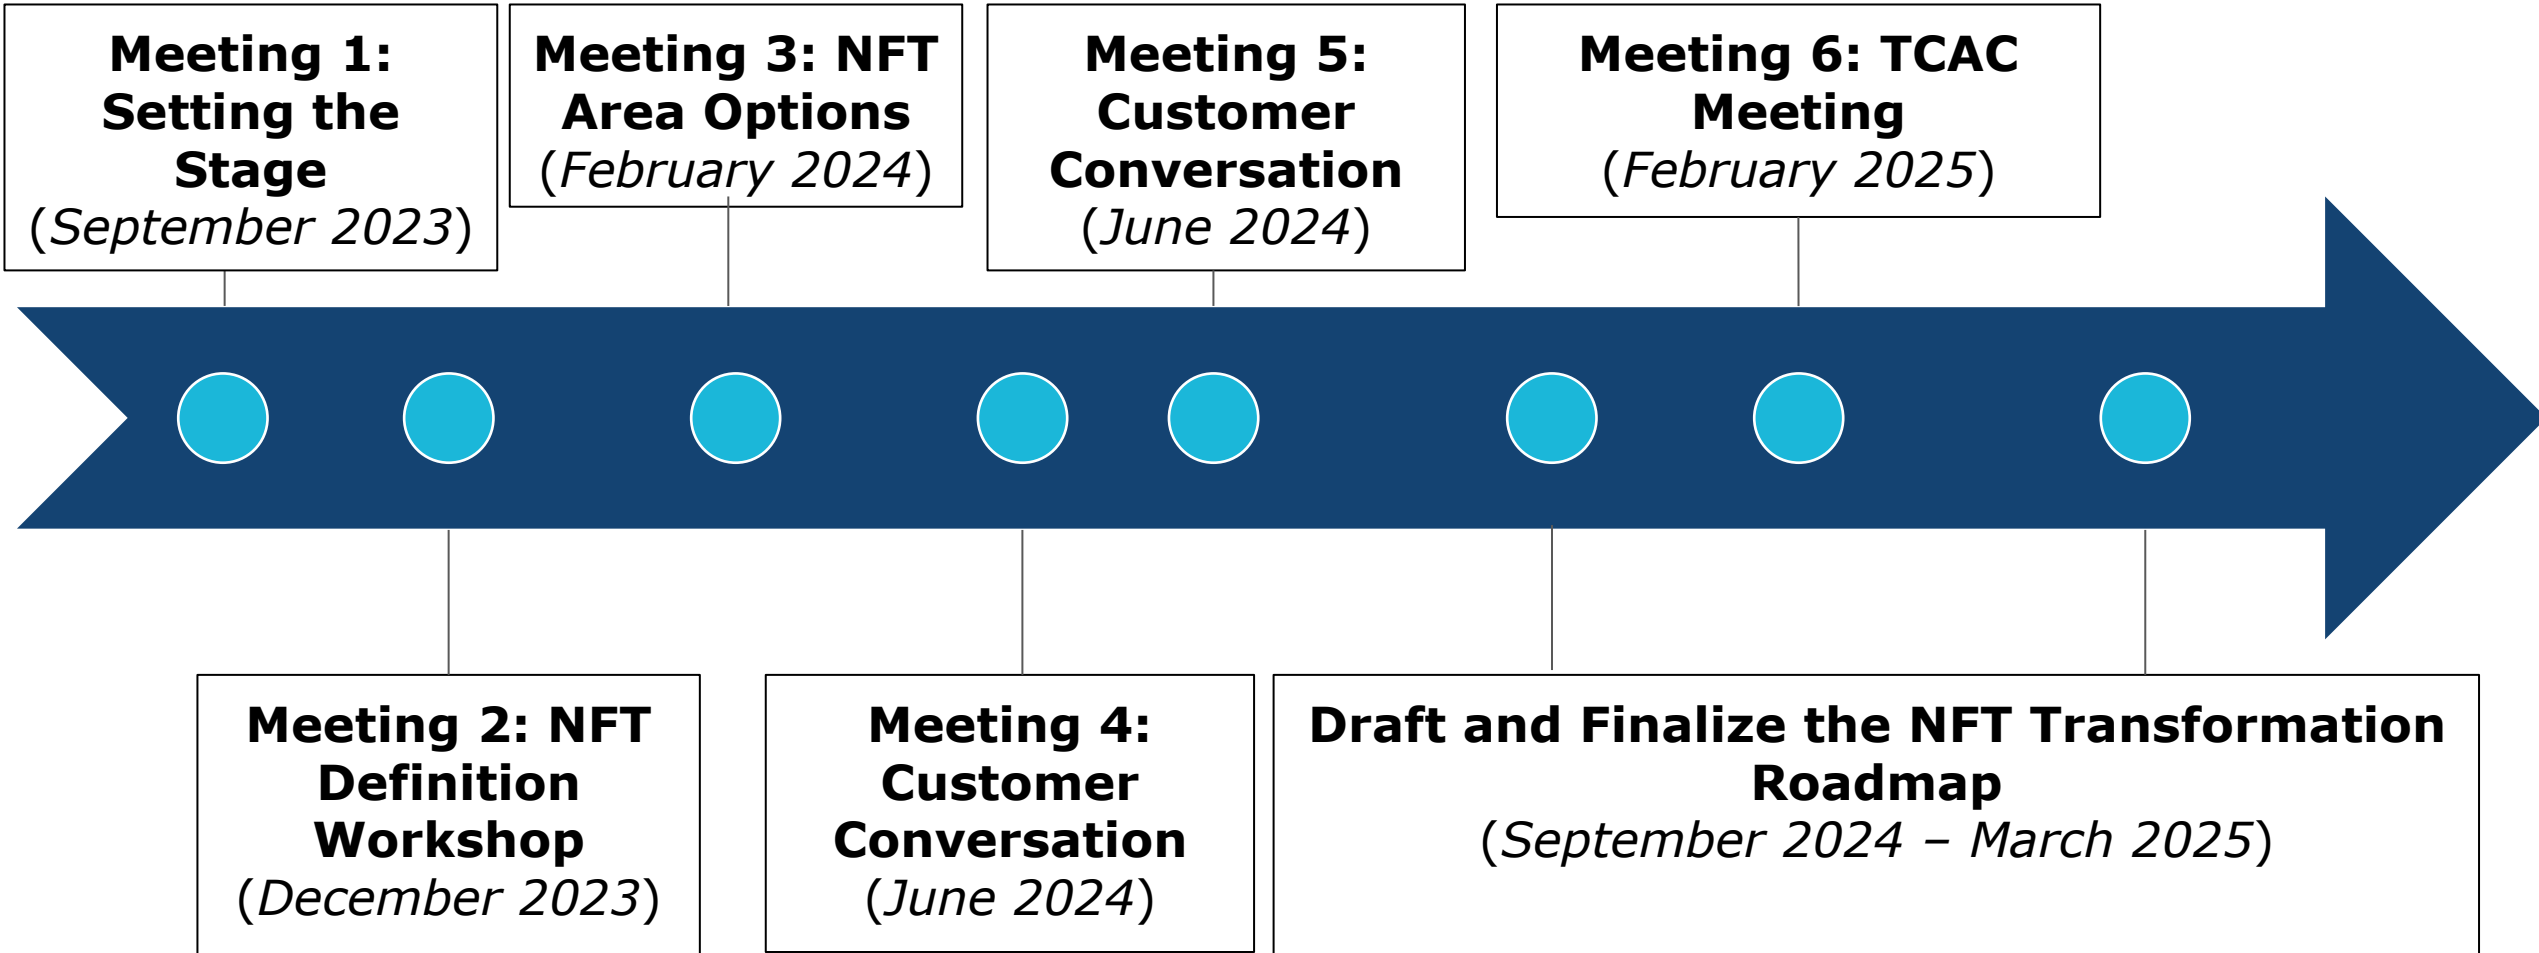 Meeting 1:
Setting the
Stage
(September 2023)
Meeting 3: NFT
Area Options
(February 2024)
Meeting 5:
Customer
Conversation
(June 2024)
Meeting 6: TCAC
Meeting
(February 2025)
Meeting 2: NFT
Definition
Workshop
(December 2023)
Meeting 4:
Customer
Conversation
(June 2024)
Draft and Finalize the NFT Transformation
Roadmap
(September 2024 – March 2025)